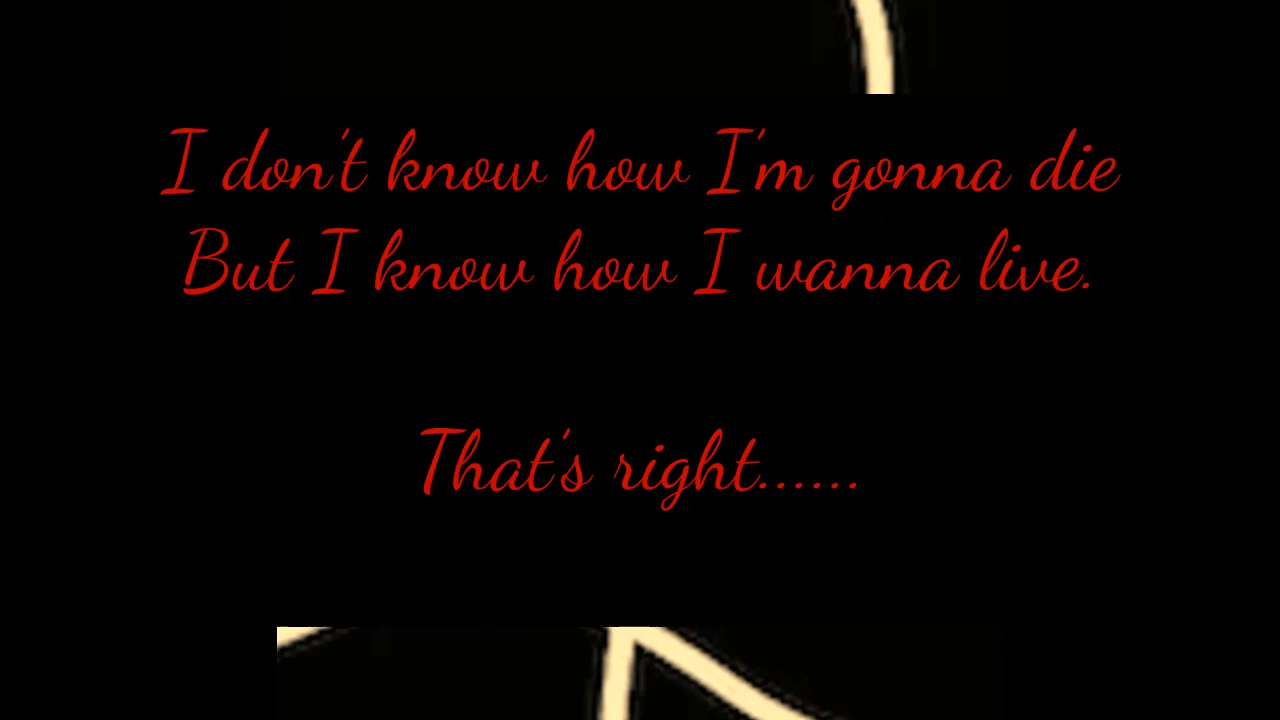 I don't know how I'm gonna die
But I know how I wanna live.
That's right......